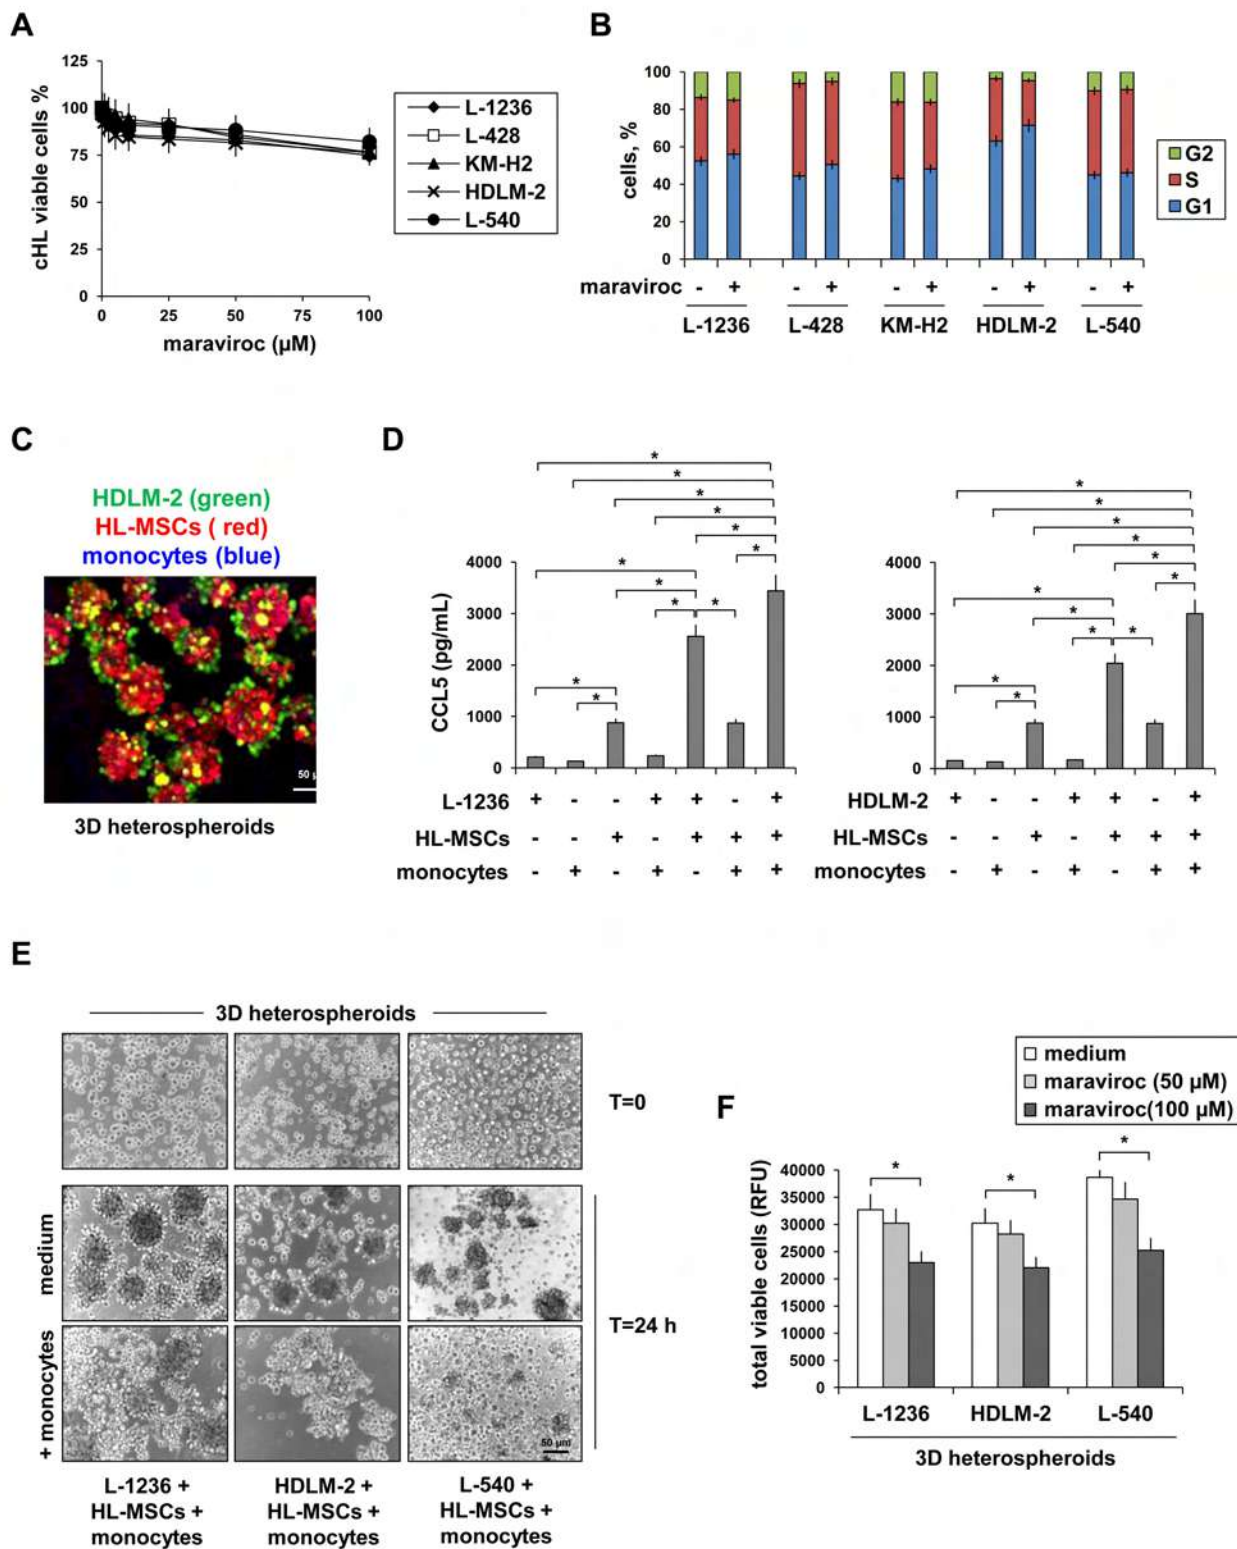 A
125
100
75
50
25
0
cHL viable cells %
0 25 50 75 100
maraviroc (µM)
L-1236
L-428
KM-H2
HDLM-2
L-540
B
100
80
60
40
20
0
cells, %
G2
S
G1
maraviroc - + - + - + - + - +
L-1236 L-428 KM-H2 HDLM-2 L-540
C
HDLM-2 (green)
HL-MSCs ( red)
monocytes (blue)
50 µ
3D heterospheroids
D
* * * * * * * * * * * *
4000
3000
2000
1000
0
CCL5 (pg/mL)
L-1236 + - - + + - +
HL-MSCs - - + - + + +
monocytes - + - + - + +
* * * * * * * * * * * *
4000
3000
2000
1000
0
HDLM-2 + - - + + - +
HL-MSCs - - + - + + +
monocytes - + - + - + +
E
3D heterospheroids
T=0
medium
+ monocytes
T=24 h
50 µm
L-1236 +
HL-MSCs +
monocytes
HDLM-2 +
HL-MSCs +
monocytes
L-540 +
HL-MSCs +
monocytes
F
medium
maraviroc (50 µM)
maraviroc(100 µM)
* * *
40000
35000
30000
25000
20000
15000
10000
5000
0
total viable cells (RFU)
L-1236 HDLM-2 L-540
3D heterospheroids